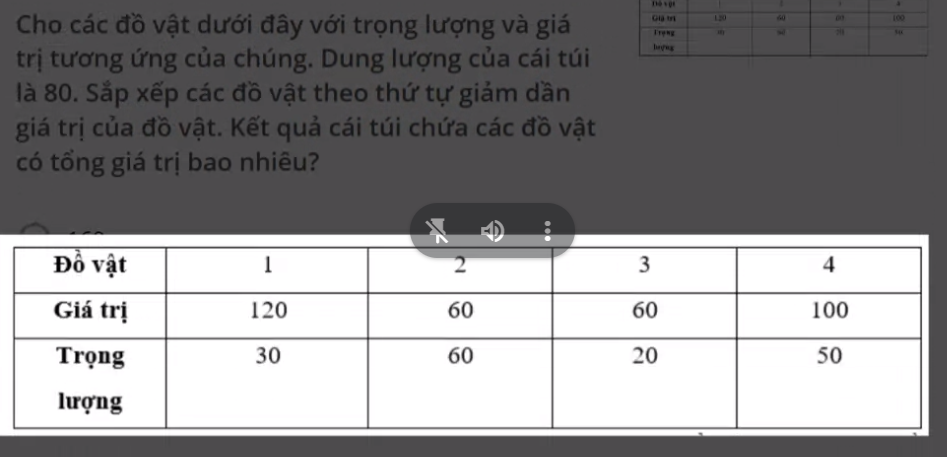 Cho các đồ vật dưới đây với trọng lượng và giá
trị tương ứng của chúng. Dung lượng của cái túi
là 80. Sắp xếp các đồ vật theo thứ tự giảm dần
giá trị của đồ vật. Kết quả cái túi chứa các đồ vật
có tổng giá trị bao nhiêu?
Đồ vật 1 2 3 4
Giá trị 120 60 60 100
Trọng 30 60 20 50
lượng